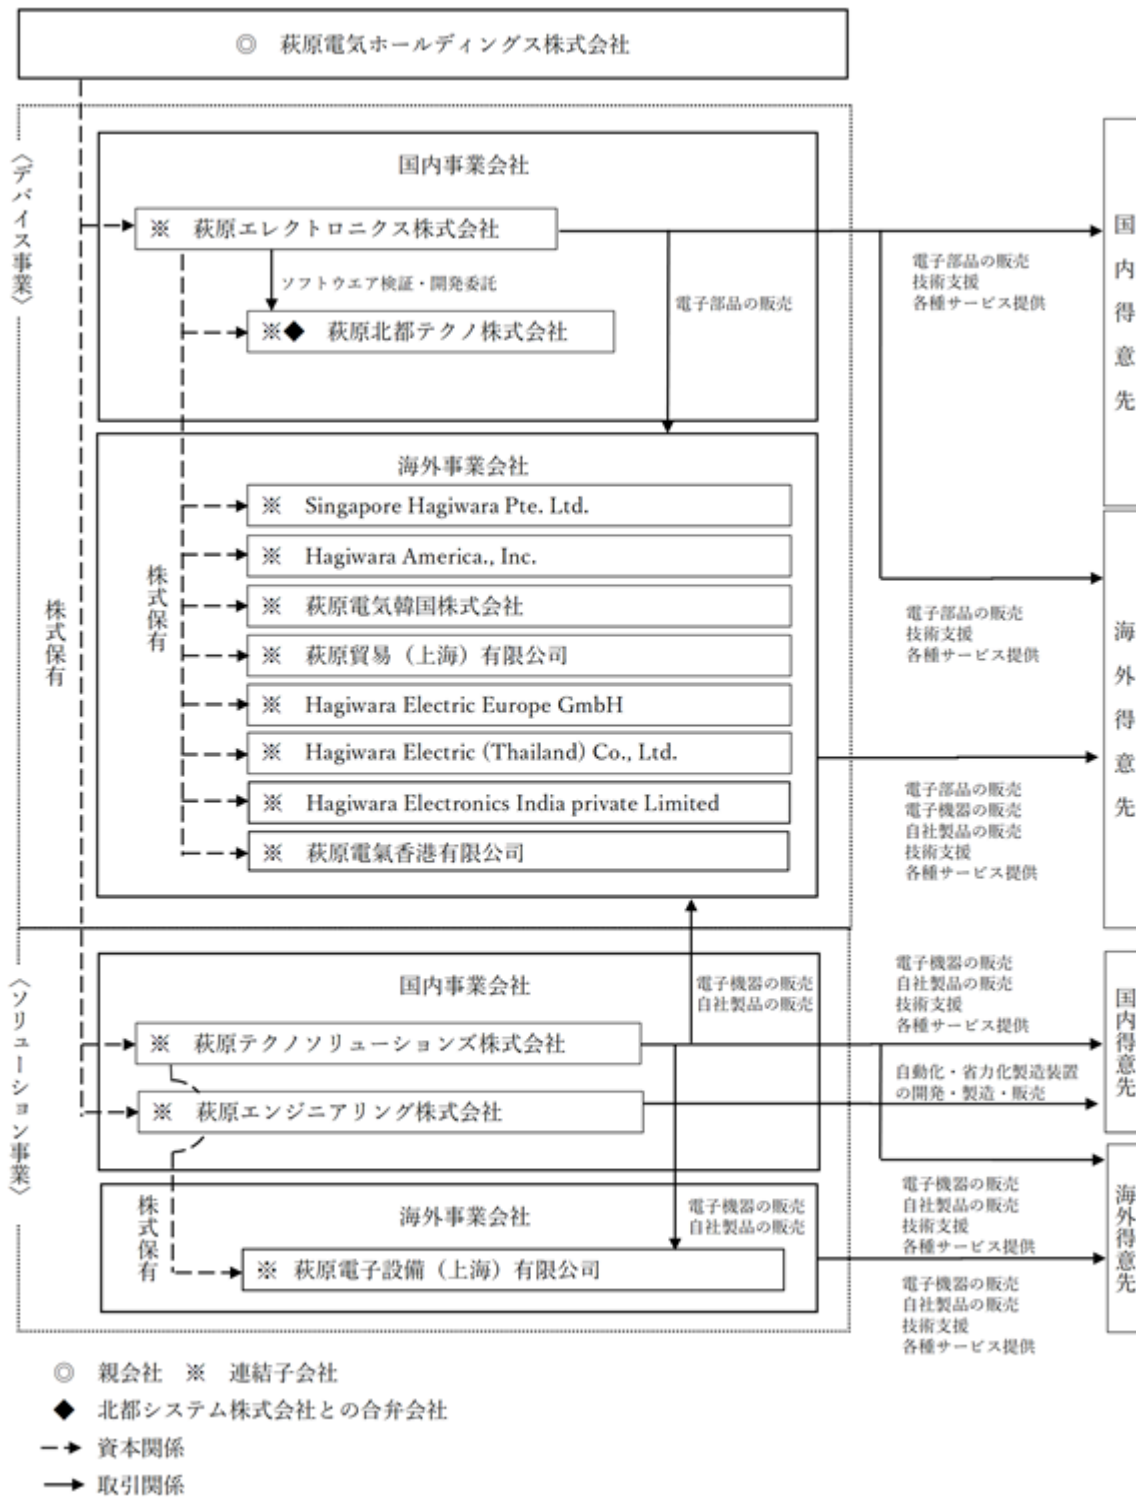 ◎ 萩原電気ホールディングス株式会社
〈デバイス事業〉
国内事業会社
※ 萩原エレクトロニクス株式会社
ソフトウエア検証・開発委託
※◆ 萩原北都テクノ株式会社
電子部品の販売
電子部品の販売
技術支援
各種サービス提供
国内得意先
海外事業会社
※ Singapore Hagiwara Pte. Ltd.
※ Hagiwara America., Inc.
※ 萩原電気韓国株式会社
※ 萩原貿易（上海）有限公司
※ Hagiwara Electric Europe GmbH
※ Hagiwara Electric (Thailand) Co., Ltd.
※ Hagiwara Electronics India private Limited
※ 萩原電氣香港有限公司
株式保有
株式保有
電子部品の販売
技術支援
各種サービス提供
電子部品の販売
電子機器の販売
自社製品の販売
技術支援
各種サービス提供
海外得意先
〈ソリューション事業〉
国内事業会社
※ 萩原テクノソリューションズ株式会社
※ 萩原エンジニアリング株式会社
電子機器の販売
自社製品の販売
電子機器の販売
自社製品の販売
技術支援
各種サービス提供
自動化・省力化製造装置
の開発・製造・販売
国内得意先
海外事業会社
株式保有
※ 萩原電子設備（上海）有限公司
電子機器の販売
自社製品の販売
電子機器の販売
自社製品の販売
技術支援
各種サービス提供
電子機器の販売
自社製品の販売
技術支援
各種サービス提供
海外得意先
◎ 親会社 ※ 連結子会社
◆ 北都システム株式会社との合弁会社
資本関係
取引関係